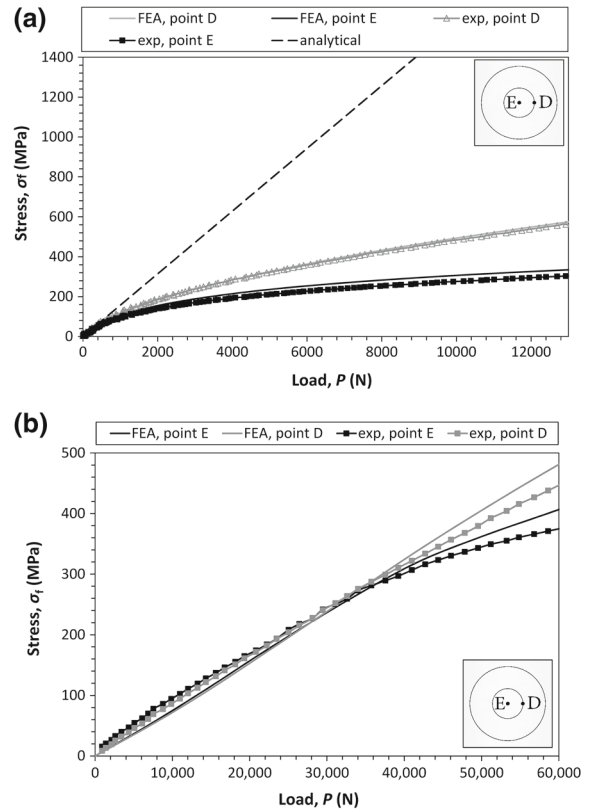 (a)
FEA, point D FEA, point E exp, point D
exp, point E analytical
1400
1200
1000
800
600
400
200
0
Stress, σf (MPa)
E D
0 2000 4000 6000 8000 10000 12000
Load, P (N)
(b)
FEA, point E FEA, point D exp, point E exp, point D
500
400
300
200
100
0
Stress, σf (MPa)
E D
0 10,000 20,000 30,000 40,000 50,000 60,000
Load, P (N)